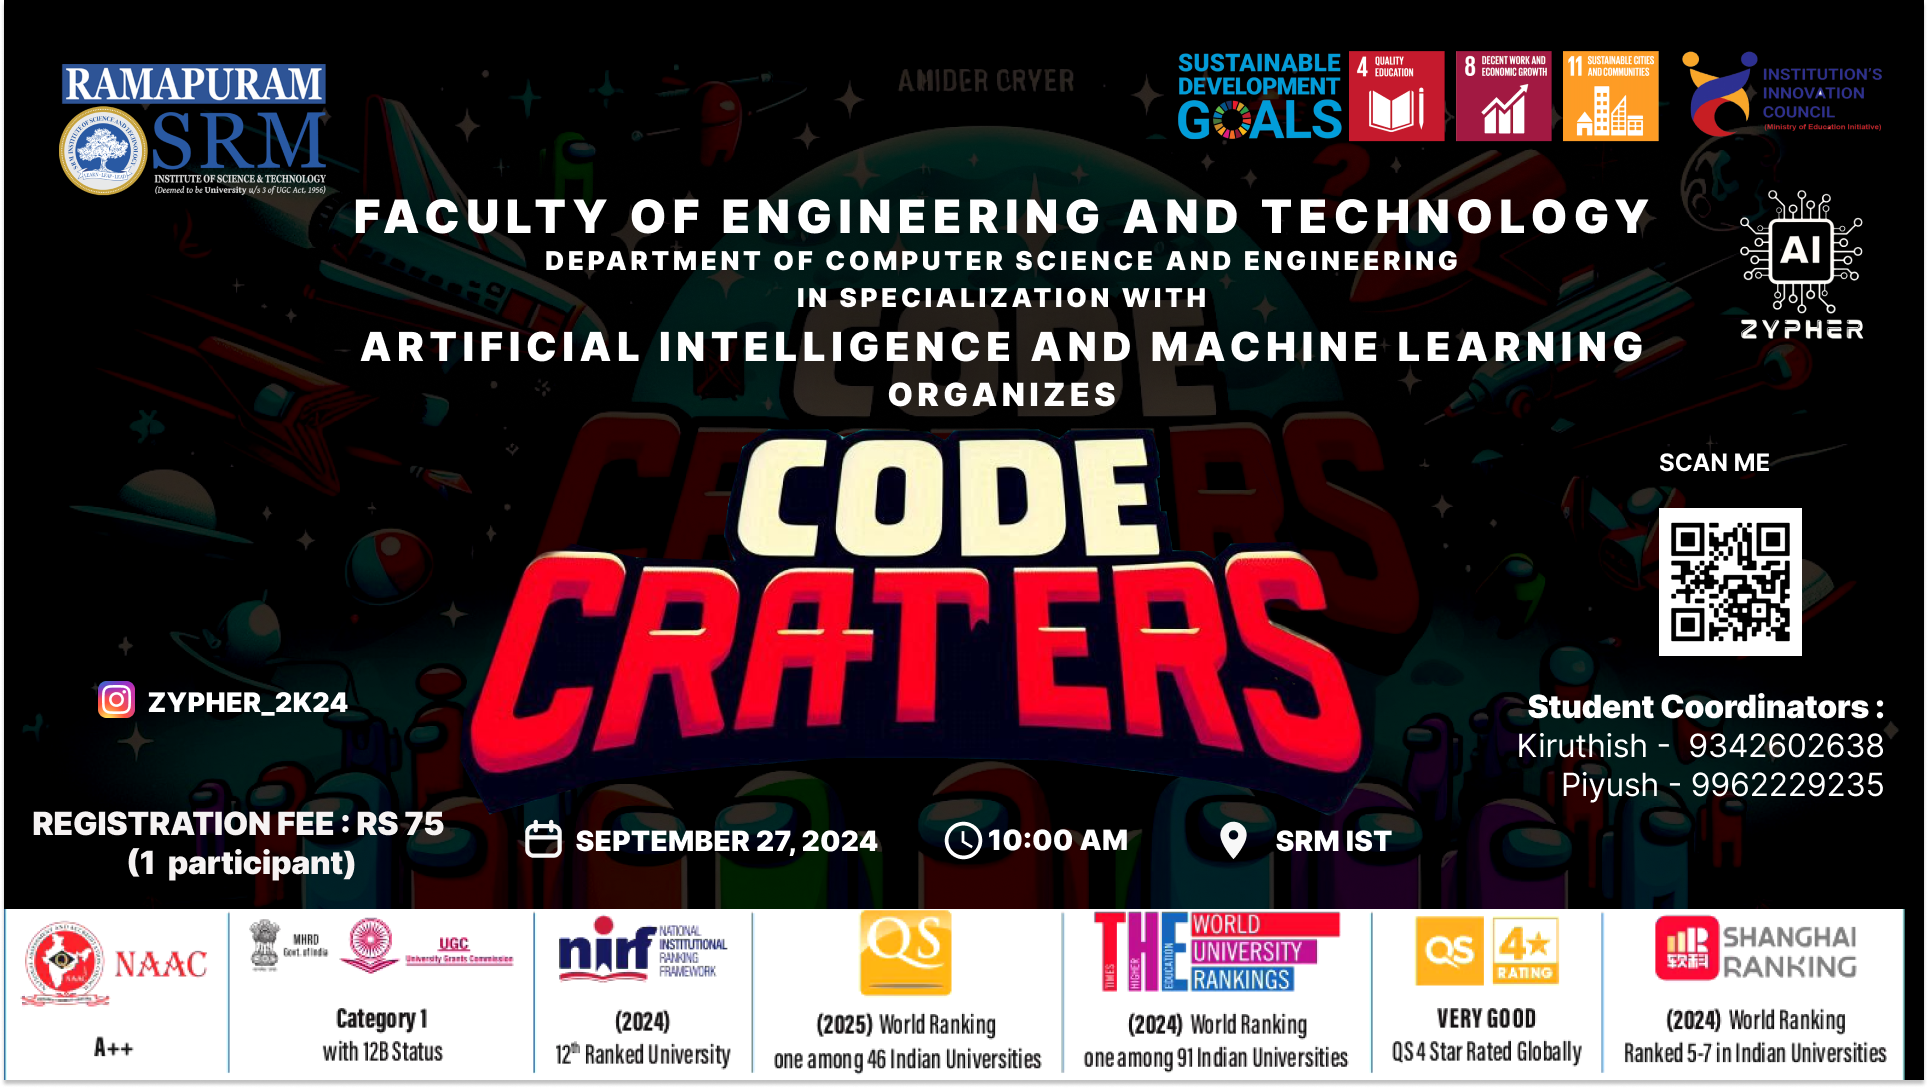 RAMAPURAM
SRM
INSTITUTE OF SCIENCE & TECHNOLOGY
(Deemed to be University u/s 3 of UGC Act, 1956)
AMIDER CRYER
SUSTAINABLE
DEVELOPMENT
GOALS
4 QUALITY
EDUCATION
8 DECENT WORK AND
ECONOMIC GROWTH
11 SUSTAINABLE CITIES
AND COMMUNITIES
INSTITUTION'S
INNOVATION
COUNCIL
(Ministry of Education Initiative)
AI
ZYPHER
FACULTY OF ENGINEERING AND TECHNOLOGY
DEPARTMENT OF COMPUTER SCIENCE AND ENGINEERING
IN SPECIALIZATION WITH
ARTIFICIAL INTELLIGENCE AND MACHINE LEARNING
ORGANIZES
CODE
CRATERS
SCAN ME
ZYPHER_2K24
Student Coordinators :
Kiruthish - 9342602638
Piyush - 9962229235
REGISTRATION FEE : RS 75
(1 participant)
SEPTEMBER 27, 2024
10:00 AM
SRM IST
NAAC
A++
MHRD
Govt. of India
UGC
University Grants Commission
Category 1
with 12B Status
nirf
NATIONAL
INSTITUTIONAL
RANKING
FRAMEWORK
(2024)
12th Ranked University
QS
(2025) World Ranking
one among 46 Indian Universities
TIMES
HIGHER
EDUCATION
THE
WORLD
UNIVERSITY
RANKINGS
(2024) World Ranking
one among 91 Indian Universities
QS
4★
RATING
VERY GOOD
QS 4 Star Rated Globally
软科
SHANGHAI
RANKING
(2024) World Ranking
Ranked 5-7 in Indian Universities